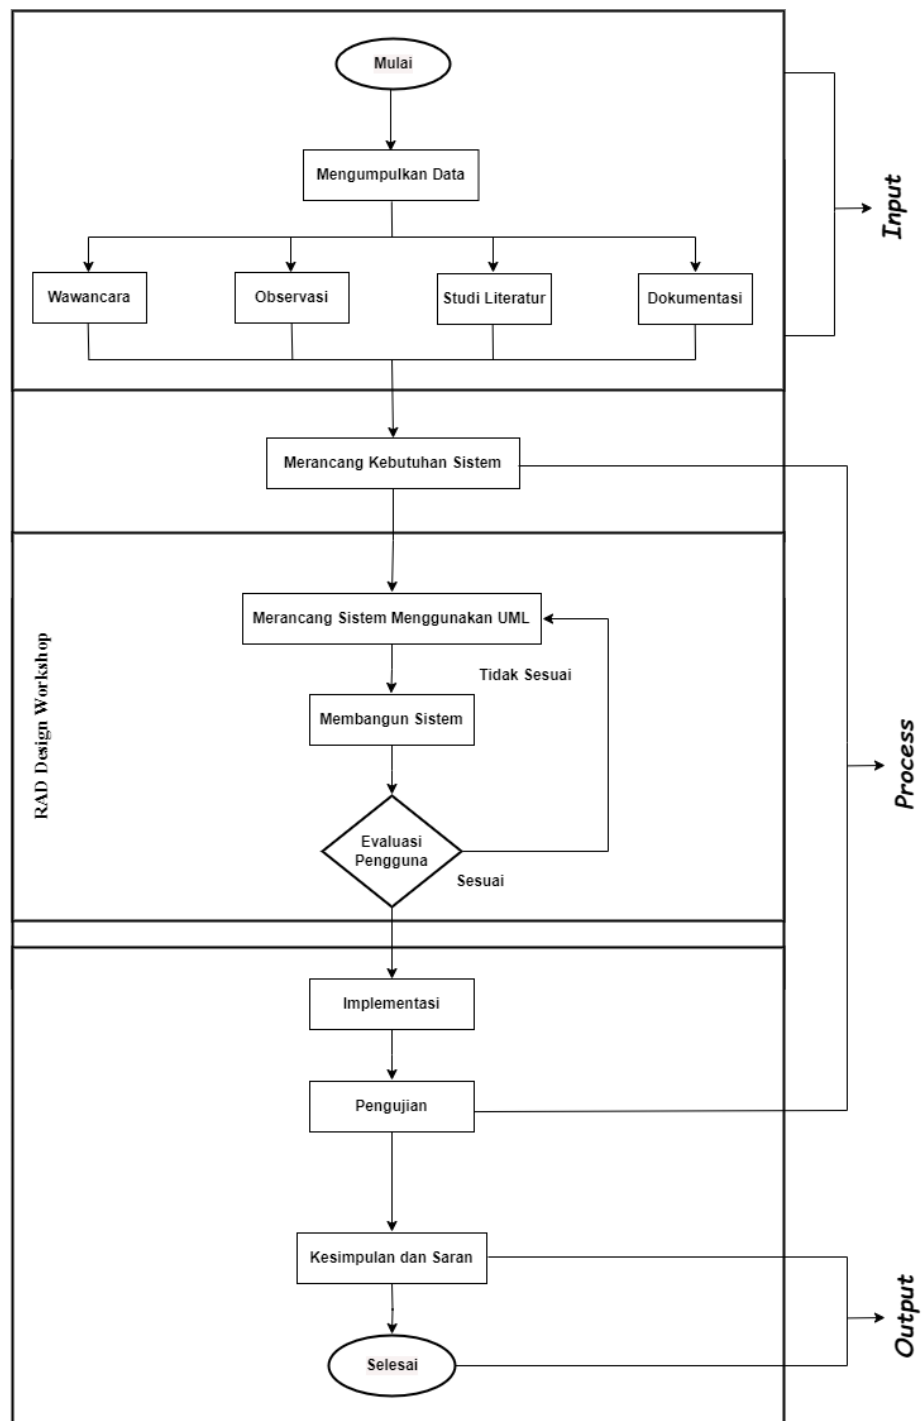 Mulai
Mengumpulkan Data
Input
Wawancara
Observasi
Studi Literatur
Dokumentasi
Merancang Kebutuhan Sistem
RAD Design Workshop
Merancang Sistem Menggunakan UML
Tidak Sesuai
Membangun Sistem
Process
Evaluasi
Pengguna
Sesuai
Implementasi
Pengujian
Kesimpulan dan Saran
Output
Selesai